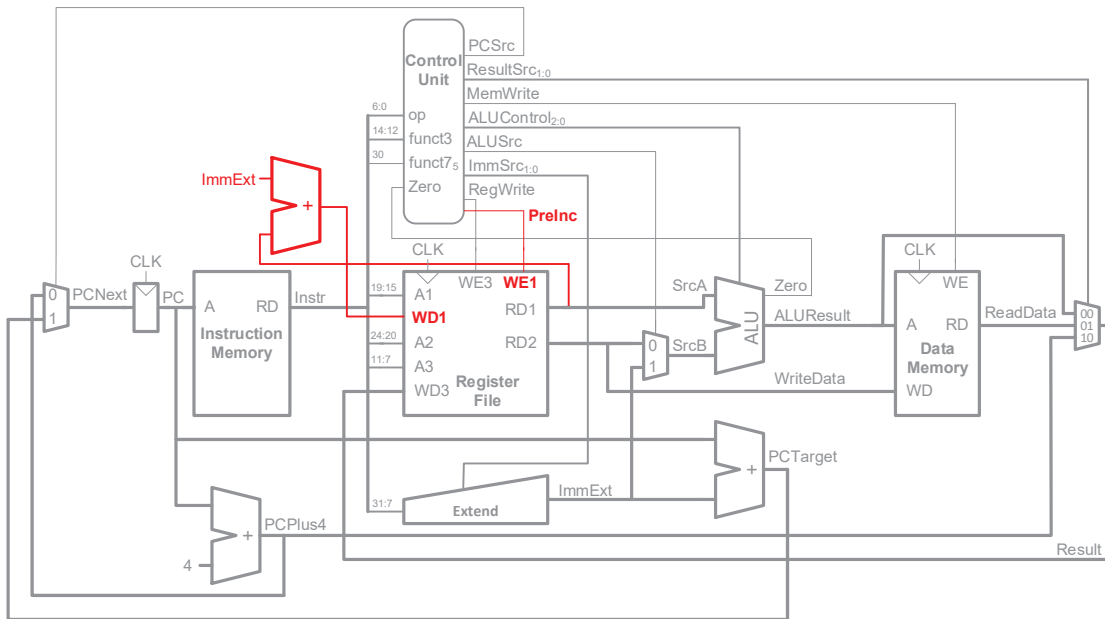 PCSrc
Control
Unit
ResultSrc1:0
MemWrite
6:0
op
ALUControl2:0
14:12
funct3
ALUSrc
30
funct75
ImmSrc1:0
ImmExt
Zero
RegWrite
+
PreInc
CLK
CLK
CLK
0
1
PCNext
PC
A
RD
Instruction
Memory
Instr
19:15
A1
WE3
WE1
WD1
RD1
24:20
A2
RD2
11:7
A3
WD3
Register
File
SrcA
0
1
SrcB
ALU
Zero
ALUResult
WE
A
RD
Data
Memory
WD
ReadData
00
01
10
WriteData
PCTarget
+
31:7
Extend
ImmExt
PCPlus4
+
4
Result